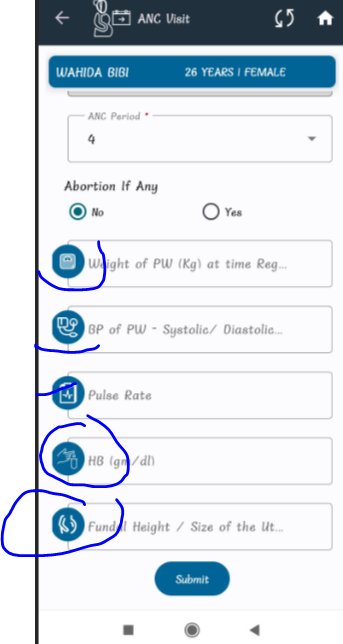 ANC Visit
WAHIDA BIBI 26 YEARS | FEMALE
ANC Period *
4
Abortion If Any
No Yes
Weight of PW (Kg) at time Reg...
BP of PW - Systolic/ Diastolic...
Pulse Rate
HB (gm/dl)
Fundal Height / Size of the Ut...
Submit